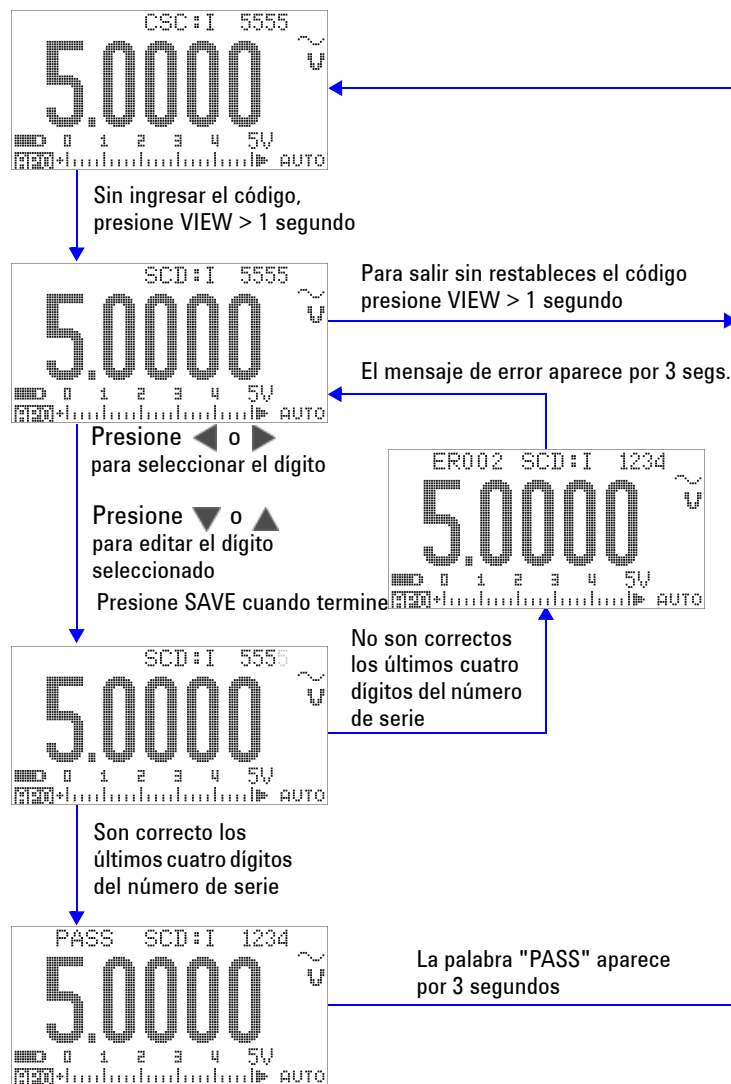 CSC:I 5555
5.0000 V
0 1 2 3 4 5V
APO AUTO
Sin ingresar el código,
presione VIEW > 1 segundo
SCD:I 5555
5.0000 V
0 1 2 3 4 5V
APO AUTO
Para salir sin restableces el código
presione VIEW > 1 segundo
El mensaje de error aparece por 3 segs.
Presione ◀ o ▶
para seleccionar el dígito
Presione ▼ o ▲
para editar el dígito
seleccionado
Presione SAVE cuando termine
ER002 SCD:I 1234
5.0000 V
0 1 2 3 4 5V
APO AUTO
No son correctos
los últimos cuatro
dígitos del número
de serie
SCD:I 5555
5.0000 V
0 1 2 3 4 5V
APO AUTO
Son correcto los
últimos cuatro dígitos
del número de serie
PASS SCD:I 1234
5.0000 V
0 1 2 3 4 5V
APO AUTO
La palabra "PASS" aparece
por 3 segundos